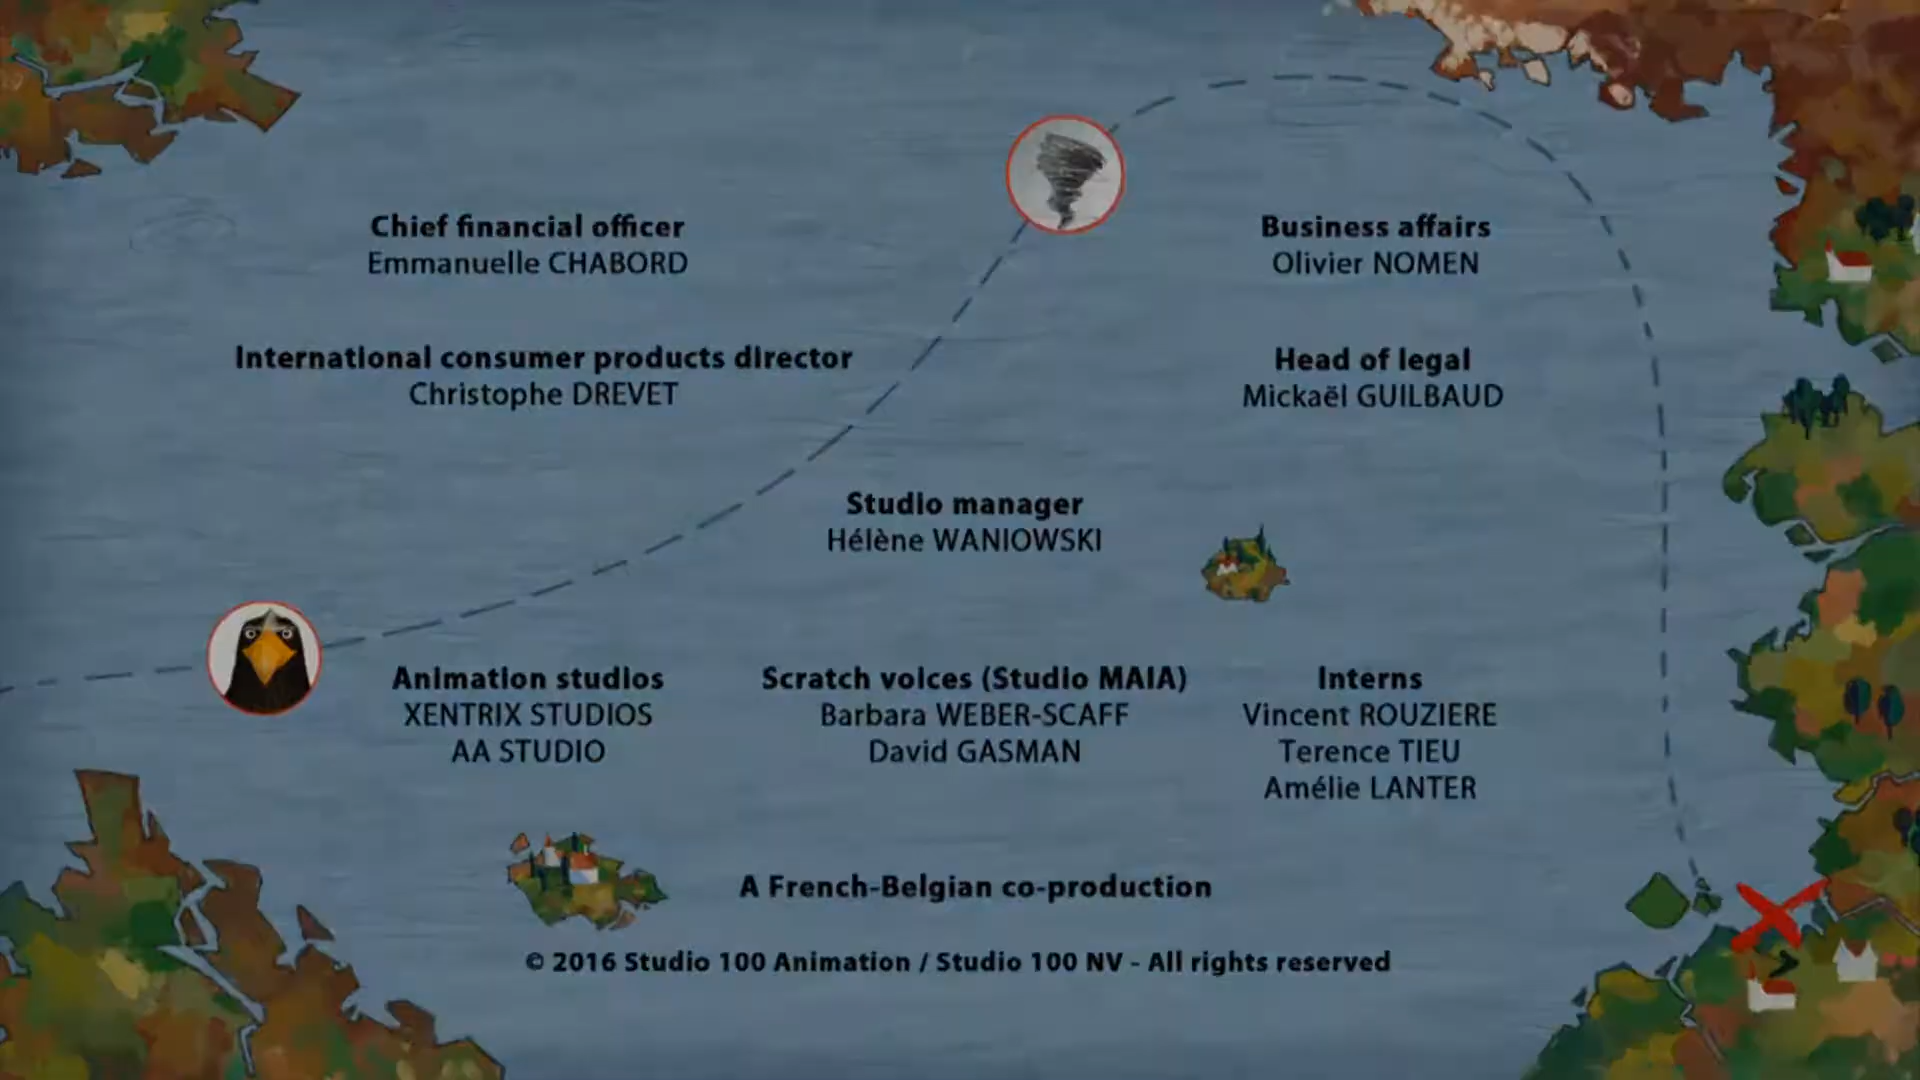 Chief financial officer
Emmanuelle CHABORD
Business affairs
Olivier NOMEN
International consumer products director
Christophe DREVET
Head of legal
Mickaël GUILBAUD
Studio manager
Hélène WANIOWSKI
Animation studios
XENTRIX STUDIOS
AA STUDIO
Scratch voices (Studio MAIA)
Barbara WEBER-SCAFF
David GASMAN
Interns
Vincent ROUZIERE
Terence TIEU
Amélie LANTER
A French-Belgian co-production
© 2016 Studio 100 Animation / Studio 100 NV - All rights reserved